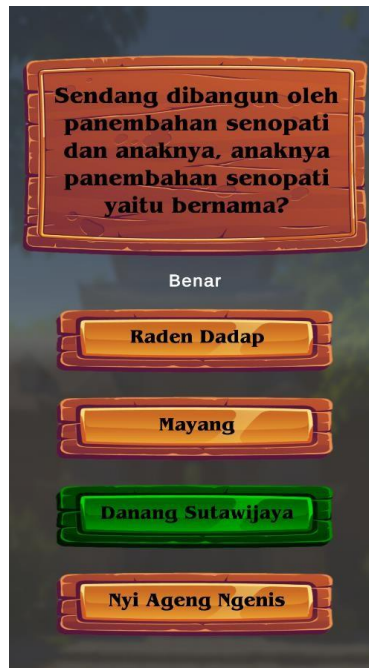 Sendang dibangun oleh
panembahan senopati
dan anaknya, anaknya
panembahan senopati
yaitu bernama?
Benar
Raden Dadap
Mayang
Danang Sutawijaya
Nyi Ageng Ngenis